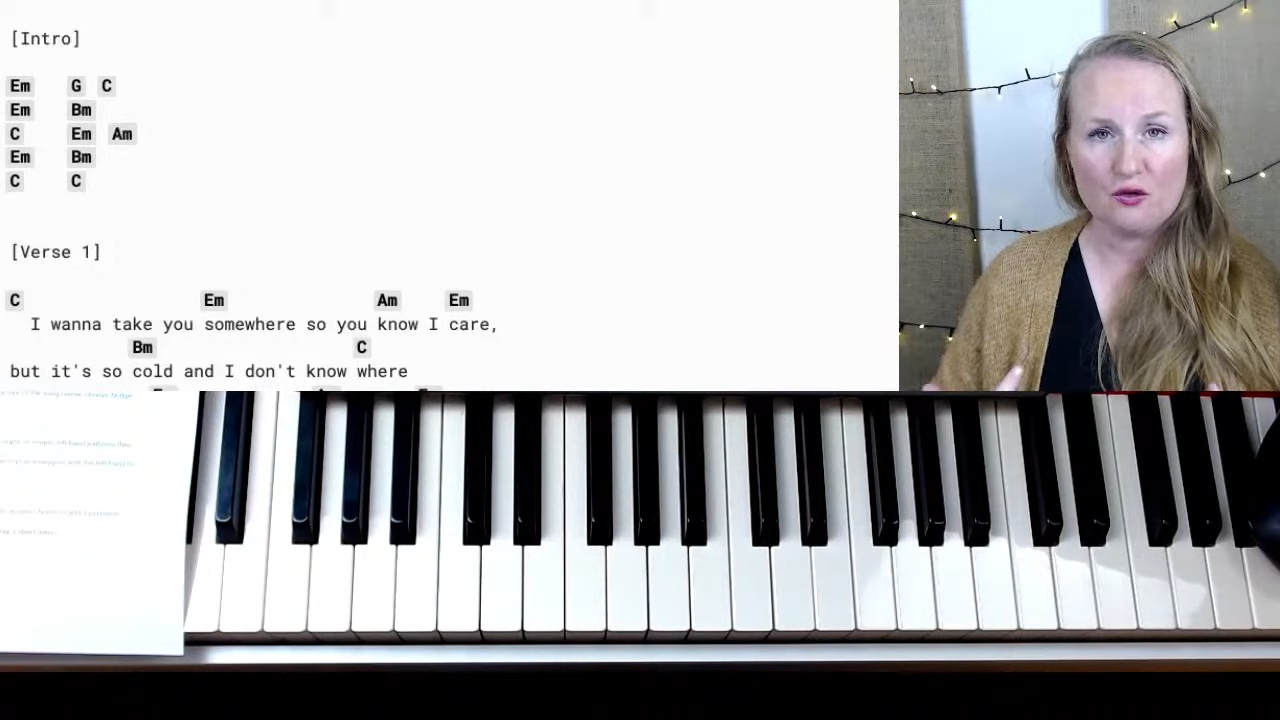 [Intro]
Em G C
Em Bm
C Em Am
Em Bm
C C
[Verse 1]
C Em Am Em
I wanna take you somewhere so you know I care,
Bm C
but it's so cold and I don't know where